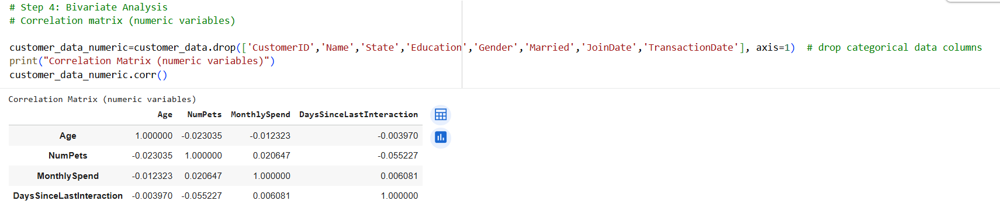 # Step 4: Bivariate Analysis
# Correlation matrix (numeric variables)
customer_data_numeric=customer_data.drop(['CustomerID','Name','State','Education','Gender','Married','JoinDate','TransactionDate'], axis=1)  # drop categorical data columns
print("Correlation Matrix (numeric variables)")
customer_data_numeric.corr()
Correlation Matrix (numeric variables)
Age NumPets MonthlySpend DaysSinceLastInteraction
Age 1.000000 -0.023035 -0.012323 -0.003970
NumPets -0.023035 1.000000 0.020647 -0.055227
MonthlySpend -0.012323 0.020647 1.000000 0.006081
DaysSinceLastInteraction -0.003970 -0.055227 0.006081 1.000000